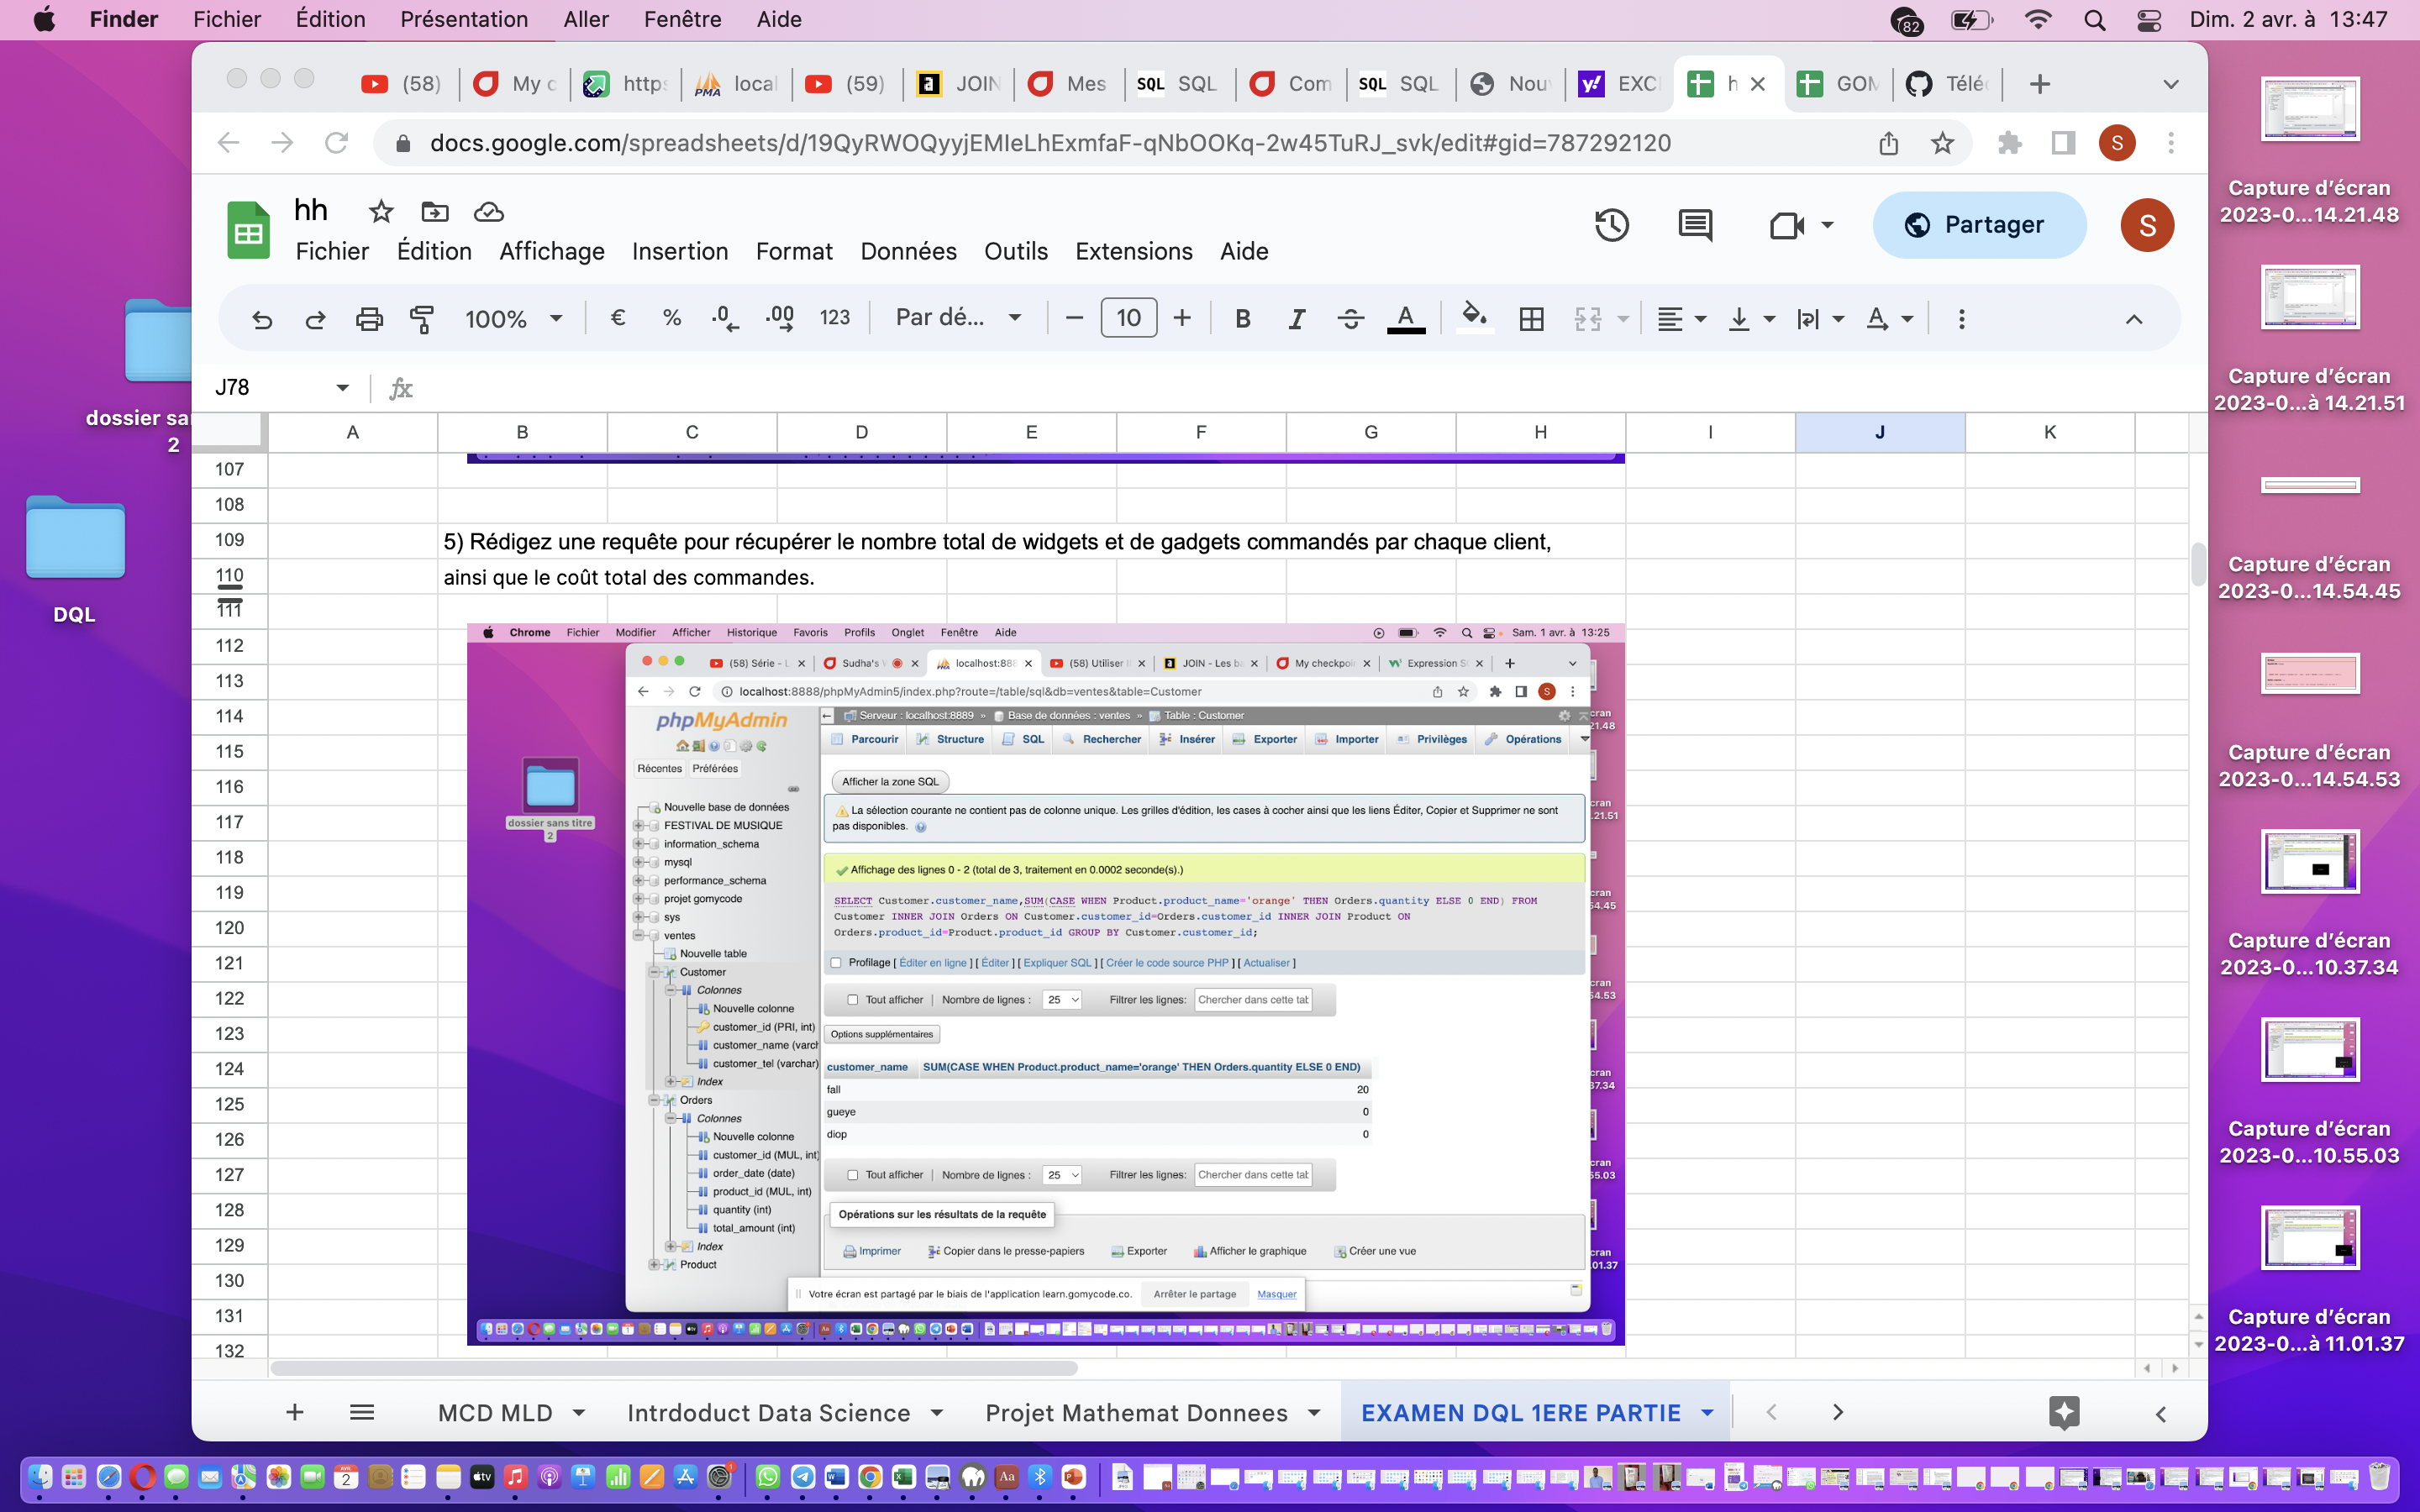 Finder Fichier Édition Présentation Aller Fenêtre Aide
82 Dim. 2 avr. à 13:47
(58) My c https local (59) JOIN Mes SQL SQL Com SQL SQL Nou EXC h GOM Télé
docs.google.com/spreadsheets/d/19QyRWOQyyjEMIeLhExmfaF-qNbOOKq-2w45TuRJ_svk/edit#gid=787292120 S
hh
Fichier Édition Affichage Insertion Format Données Outils Extensions Aide
Partager S
100% € % .0 .00 123 Par dé... 10 B I A
J78 fx
A B C D E F G H I J K
107
108
109 5) Rédigez une requête pour récupérer le nombre total de widgets et de gadgets commandés par chaque client,
110 ainsi que le coût total des commandes.
111
112
113
114
115
116
117
118
119
120
121
122
123
124
125
126
127
128
129
130
131
132
Chrome Fichier Modifier Afficher Historique Favoris Profils Onglet Fenêtre Aide Sam. 1 avr. à 13:25
(58) Série - L Sudha's localhost:888 (58) Utiliser JOIN - Les b My checkpoi Expression S
localhost:8888/phpMyAdmin5/index.php?route=/table/sql&db=ventes&table=Customer S
phpMyAdmin
Récentes Préférées
Nouvelle base de données
FESTIVAL DE MUSIQUE
information_schema
mysql
performance_schema
projet gomycode
sys
ventes
Nouvelle table
Customer
Colonnes
Nouvelle colonne
customer_id (PRI, int)
customer_name (varch
customer_tel (varchar)
Index
Orders
Colonnes
Nouvelle colonne
customer_id (MUL, int)
order_date (date)
product_id (MUL, int)
quantity (int)
total_amount (int)
Index
Product
dossier sans titre
2
Serveur : localhost:8889 » Base de données : ventes » Table : Customer
Parcourir Structure SQL Rechercher Insérer Exporter Importer Privilèges Opérations
Afficher la zone SQL
La sélection courante ne contient pas de colonne unique. Les grilles d'édition, les cases à cocher ainsi que les liens Éditer, Copier et Supprimer ne sont
pas disponibles.
Affichage des lignes 0 - 2 (total de 3, traitement en 0.0002 seconde(s).)
SELECT Customer.customer_name,SUM(CASE WHEN Product.product_name='orange' THEN Orders.quantity ELSE 0 END) FROM
Customer INNER JOIN Orders ON Customer.customer_id=Orders.customer_id INNER JOIN Product ON
Orders.product_id=Product.product_id GROUP BY Customer.customer_id;
Profilage [ Éditer en ligne ] [ Éditer ] [ Expliquer SQL ] [ Créer le code source PHP ] [ Actualiser ]
Tout afficher | Nombre de lignes : 25 Filtrer les lignes: Chercher dans cette tab
Options supplémentaires
customer_name SUM(CASE WHEN Product.product_name='orange' THEN Orders.quantity ELSE 0 END)
fall 20
gueye 0
diop 0
Tout afficher | Nombre de lignes : 25 Filtrer les lignes: Chercher dans cette tab
Opérations sur les résultats de la requête
Imprimer Copier dans le presse-papiers Exporter Afficher le graphique Créer une vue
Votre écran est partagé par le biais de l'application learn.gomycode.co. Arrêter le partage Masquer
MCD MLD Intrdoduct Data Science Projet Mathemat Donnees EXAMEN DQL 1ERE PARTIE
dossier sa
2
DQL
Capture d'écran
2023-0...14.21.48
Capture d'écran
2023-0...à 14.21.51
Capture d'écran
2023-0...14.54.45
Capture d'écran
2023-0...14.54.53
Capture d'écran
2023-0...10.37.34
Capture d'écran
2023-0...10.55.03
Capture d'écran
2023-0...à 11.01.37